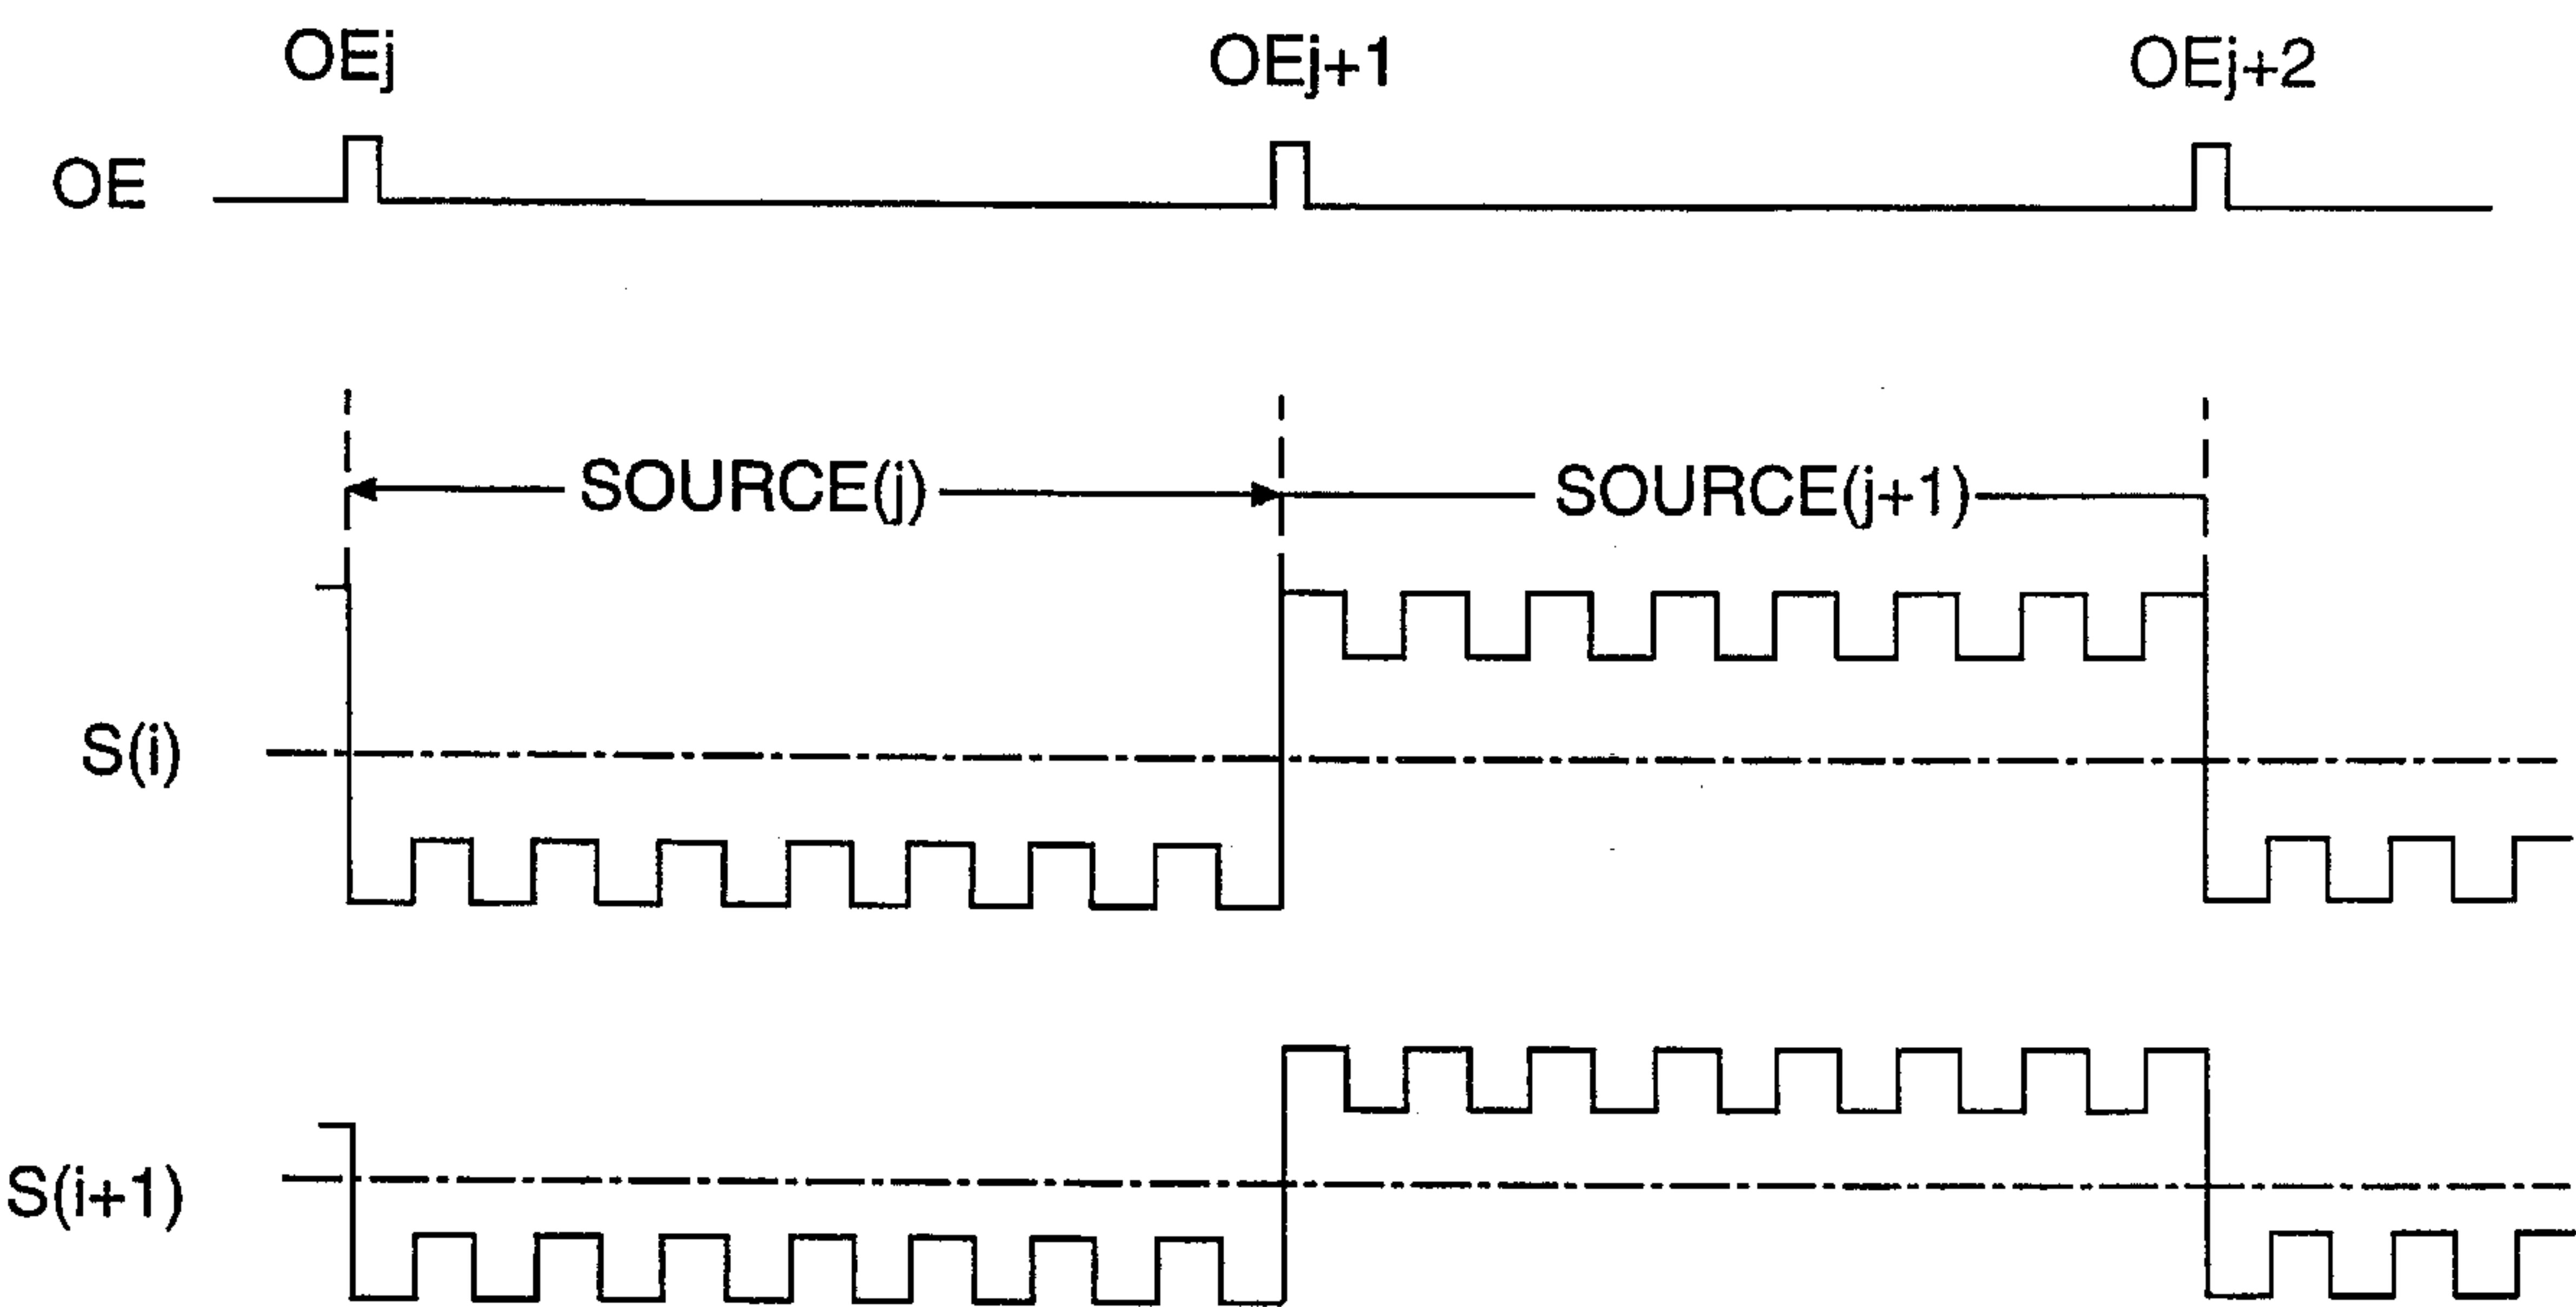 OEj OEj+1 OEj+2
OE
SOURCE(j) SOURCE(j+1)
S(i)
S(i+1)